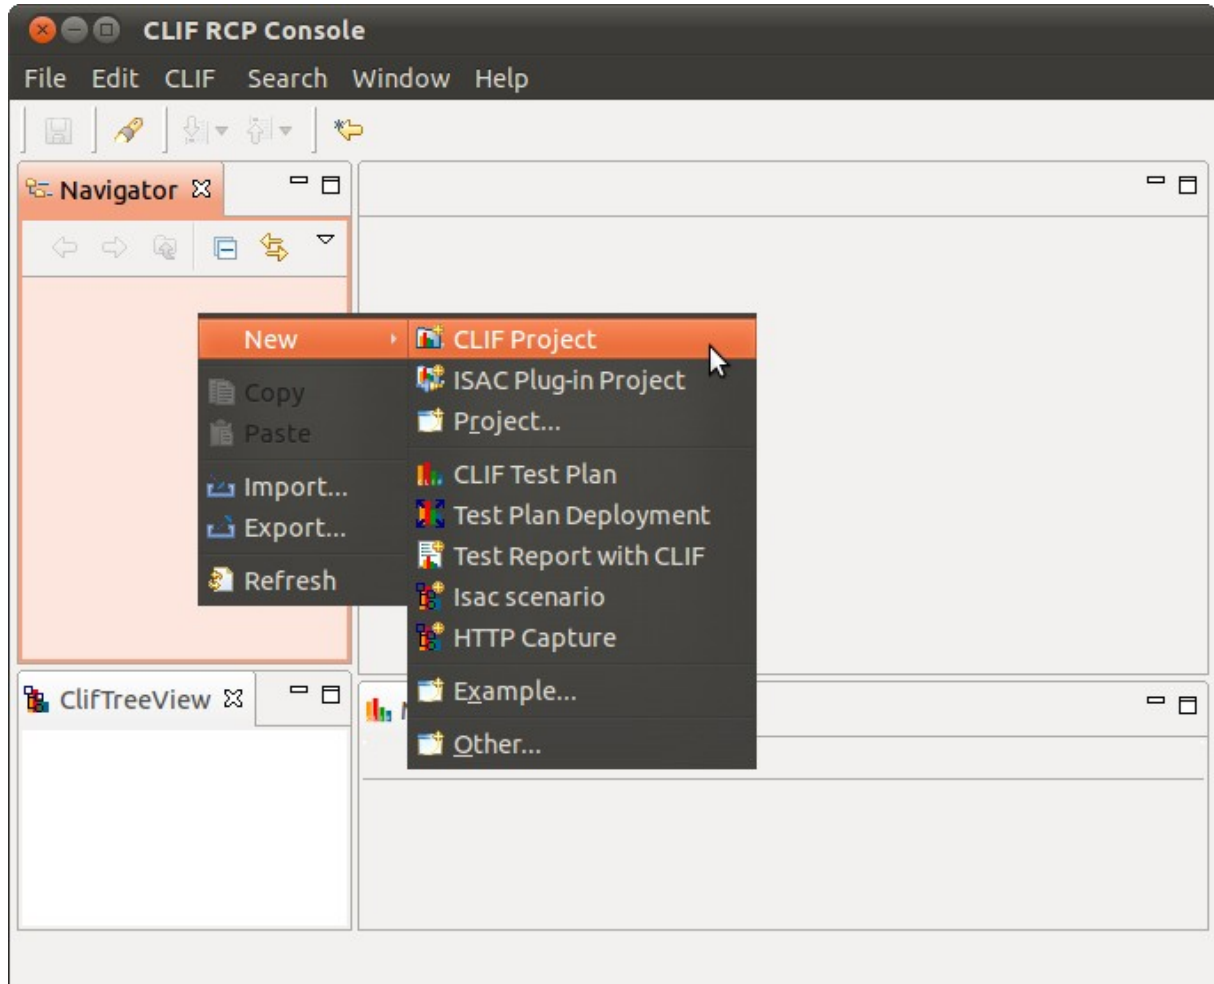 CLIF RCP Console
File Edit CLIF Search Window Help
Navigator
New
Copy
Paste
Import...
Export...
Refresh
CLIF Project
ISAC Plug-in Project
Project...
CLIF Test Plan
Test Plan Deployment
Test Report with CLIF
Isac scenario
HTTP Capture
Example...
Other...
ClifTreeView